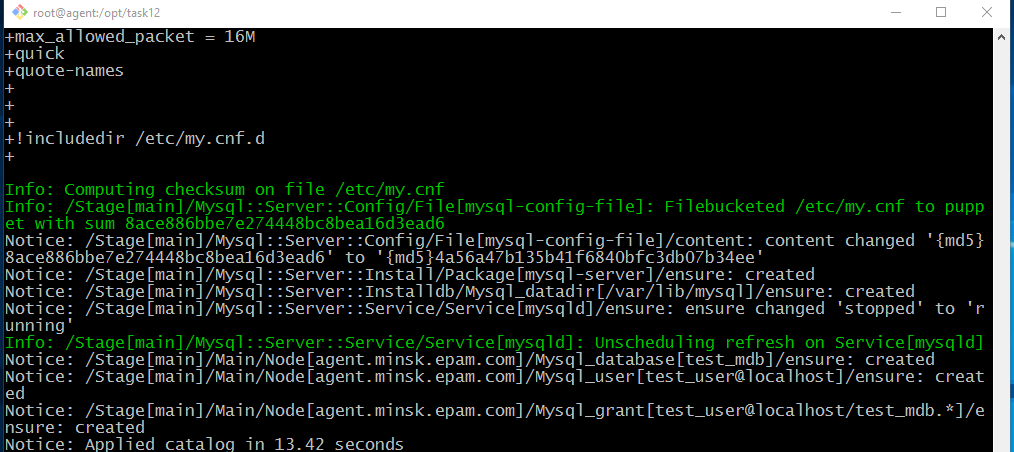 root@agent:/opt/task12
+max_allowed_packet = 16M
+quick
+quote-names
+
+
+
+!includedir /etc/my.cnf.d
+
Info: Computing checksum on file /etc/my.cnf
Info: /Stage[main]/Mysql::Server::Config/File[mysql-config-file]: Filebucketed /etc/my.cnf to pupp
et with sum 8ace886bbe7e274448bc8bea16d3ead6
Notice: /Stage[main]/Mysql::Server::Config/File[mysql-config-file]/content: content changed '{md5}
8ace886bbe7e274448bc8bea16d3ead6' to '{md5}4a56a47b135b41f6840bfc3db07b34ee'
Notice: /Stage[main]/Mysql::Server::Install/Package[mysql-server]/ensure: created
Notice: /Stage[main]/Mysql::Server::Installdb/Mysql_datadir[/var/lib/mysql]/ensure: created
Notice: /Stage[main]/Mysql::Server::Service/Service[mysqld]/ensure: ensure changed 'stopped' to 'r
unning'
Info: /Stage[main]/Mysql::Server::Service/Service[mysqld]: Unscheduling refresh on Service[mysqld]
Notice: /Stage[main]/Main/Node[agent.minsk.epam.com]/Mysql_database[test_mdb]/ensure: created
Notice: /Stage[main]/Main/Node[agent.minsk.epam.com]/Mysql_user[test_user@localhost]/ensure: creat
ed
Notice: /Stage[main]/Main/Node[agent.minsk.epam.com]/Mysql_grant[test_user@localhost/test_mdb.*]/e
nsure: created
Notice: Applied catalog in 13.42 seconds